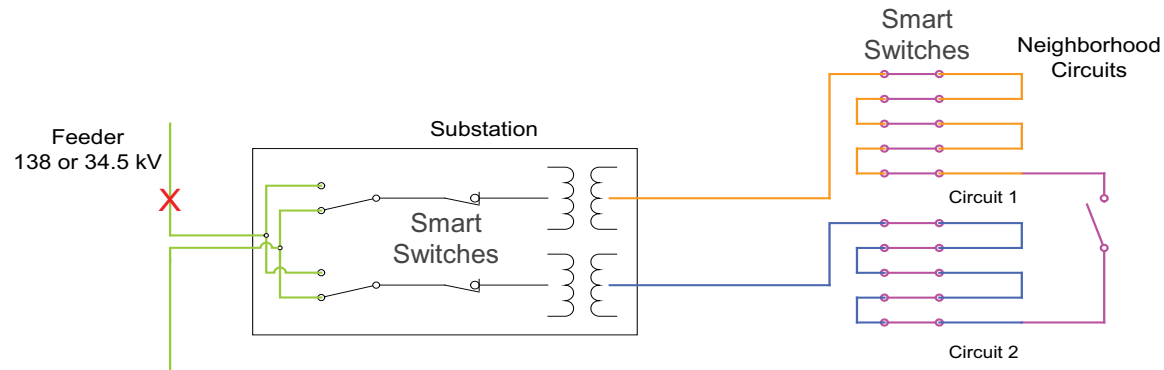 Smart
Switches
Neighborhood
Circuits
Feeder
138 or 34.5 kV
Substation
X
Smart
Switches
Circuit 1
Circuit 2